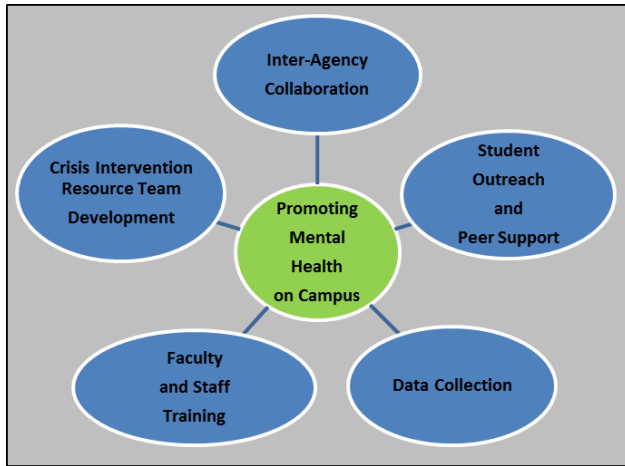 Inter-Agency
Collaboration
Crisis Intervention
Resource Team
Development
Student
Outreach
and
Peer Support
Promoting
Mental
Health
on Campus
Faculty
and Staff
Training
Data Collection